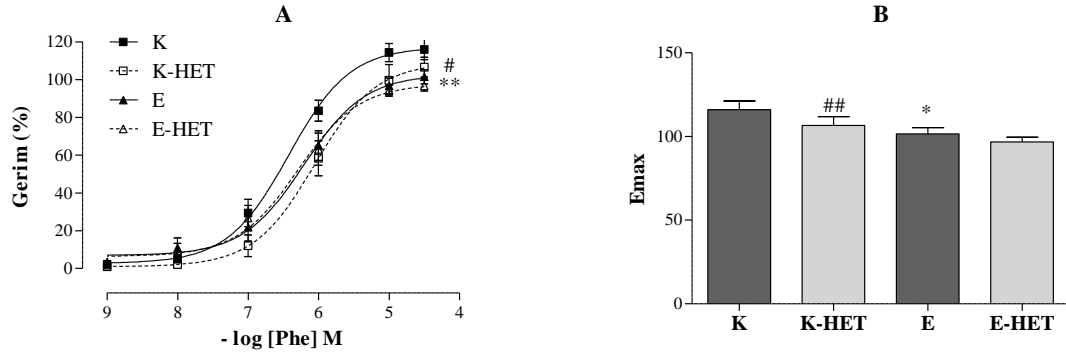 A
K
K-HET
E
E-HET
#
**
Gerim (%)
120
100
80
60
40
20
0
9 8 7 6 5 4
- log [Phe] M
B
Emax
150
100
50
0
##
*
K K-HET E E-HET